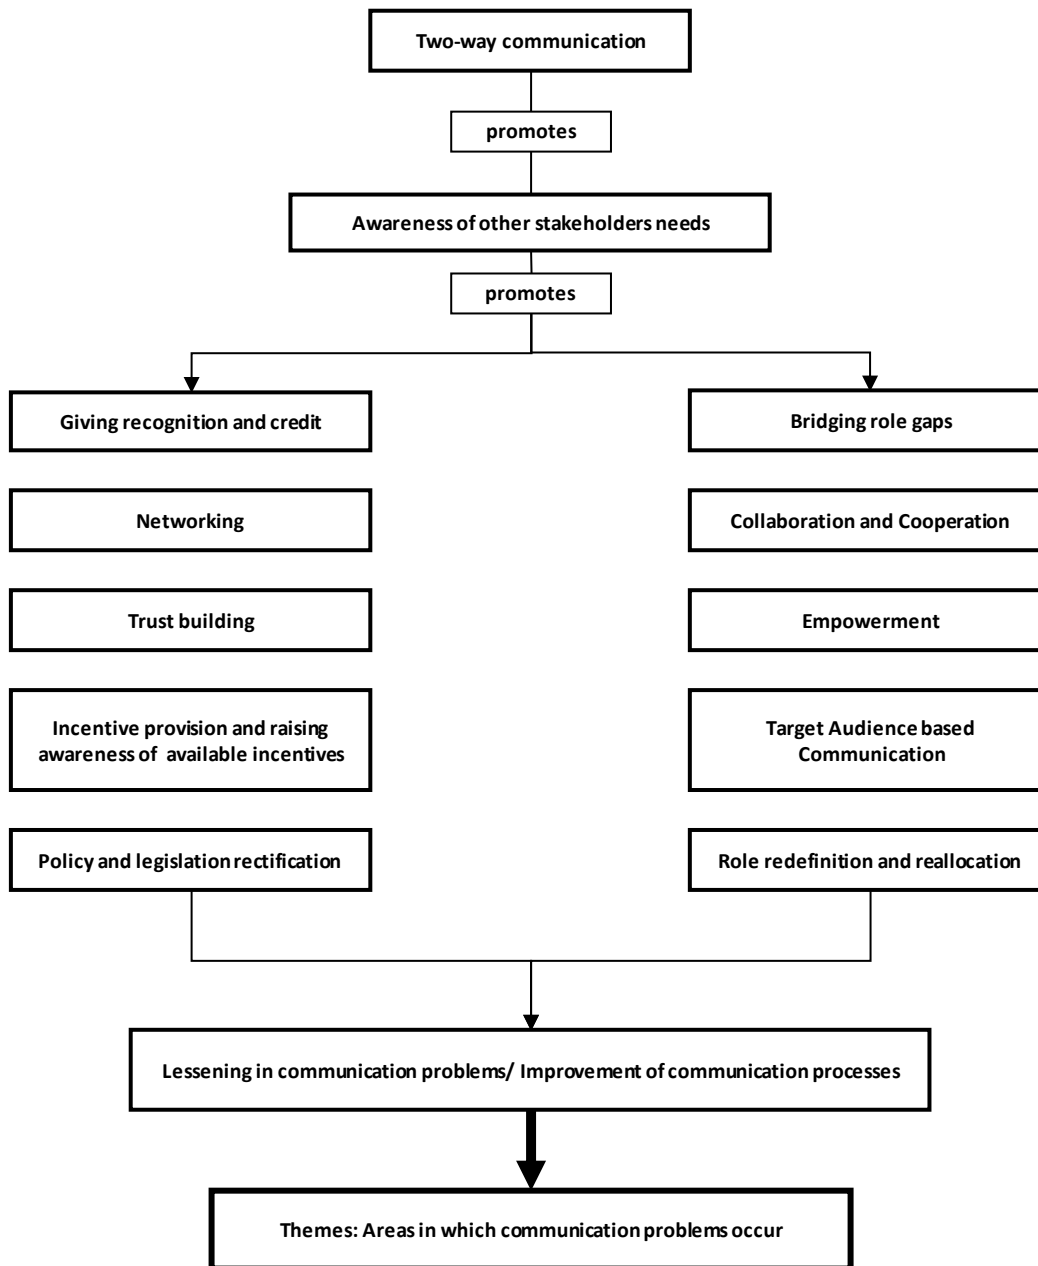 Two-way communication
promotes
Awareness of other stakeholders needs
promotes
Giving recognition and credit
Bridging role gaps
Networking
Collaboration and Cooperation
Trust building
Empowerment
Incentive provision and raising
awareness of available incentives
Target Audience based
Communication
Policy and legislation rectification
Role redefinition and reallocation
Lessening in communication problems/ Improvement of communication processes
Themes: Areas in which communication problems occur